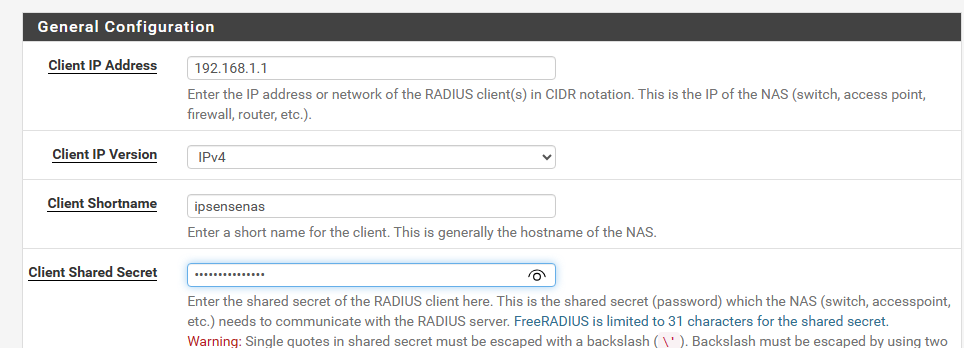 General Configuration
Client IP Address
192.168.1.1
Enter the IP address or network of the RADIUS client(s) in CIDR notation. This is the IP of the NAS (switch, access point,
firewall, router, etc.).
Client IP Version
IPv4
Client Shortname
ipsensenas
Enter a short name for the client. This is generally the hostname of the NAS.
Client Shared Secret
•••••••••••••••
Enter the shared secret of the RADIUS client here. This is the shared secret (password) which the NAS (switch, accesspoint,
etc.) needs to communicate with the RADIUS server. FreeRADIUS is limited to 31 characters for the shared secret.
Warning: Single quotes in shared secret must be escaped with a backslash ( \' ). Backslash must be escaped by using two